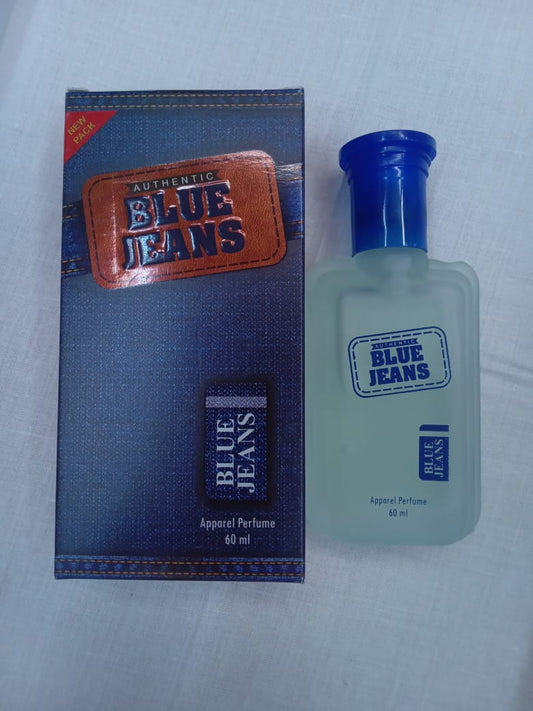 NEW
PACK
AUTHENTIC
BLUE
JEANS
BLUE
JEANS
Apparel Perfume
60 ml
AUTHENTIC
BLUE
JEANS
BLUE
JEANS
Apparel Perfume
60 ml